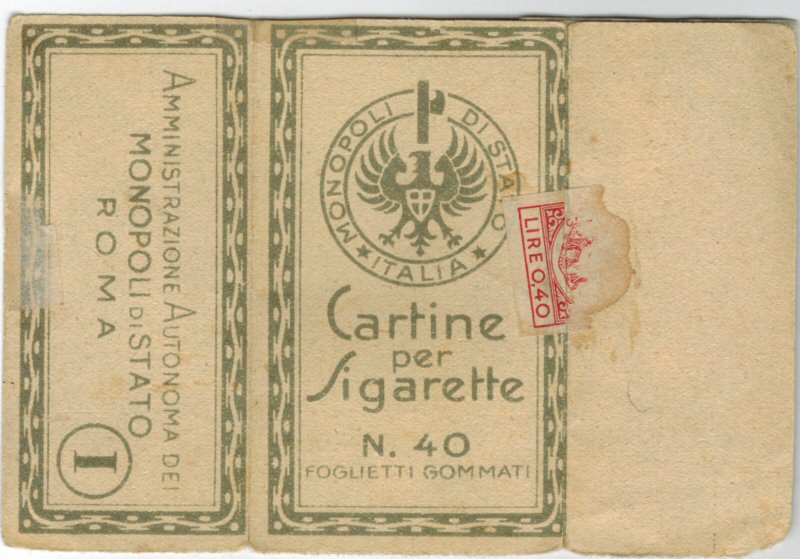 AMMINISTRAZIONE AUTONOMA DEI
MONOPOLI DI STATO
ROMA
I
MONOPOLI DI STATO
★ ITALIA ★
Cartine
per
Sigarette
N. 40
FOGLIETTI GOMMATI
LIRE 0,40